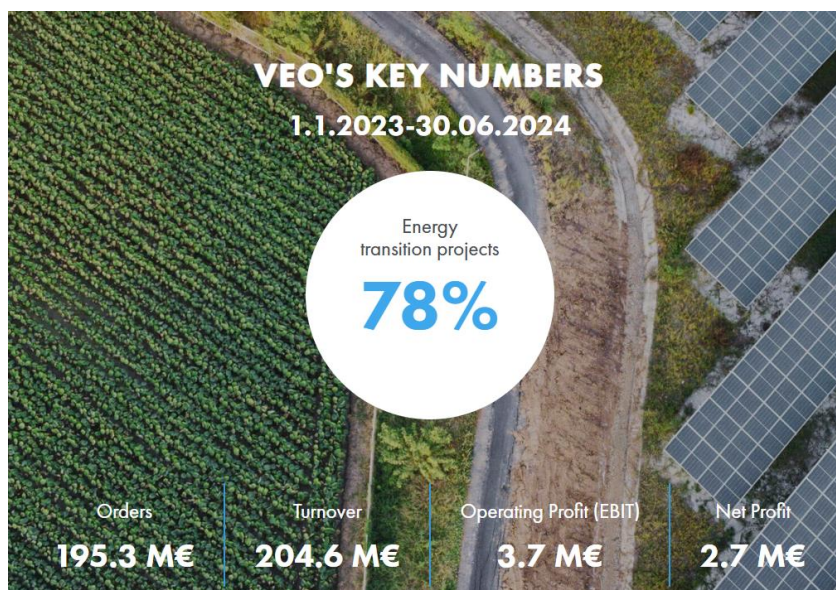 VEO'S KEY NUMBERS
1.1.2023-30.06.2024
Energy
transition projects
78%
Orders
195.3 M€
Turnover
204.6 M€
Operating Profit (EBIT)
3.7 M€
Net Profit
2.7 M€